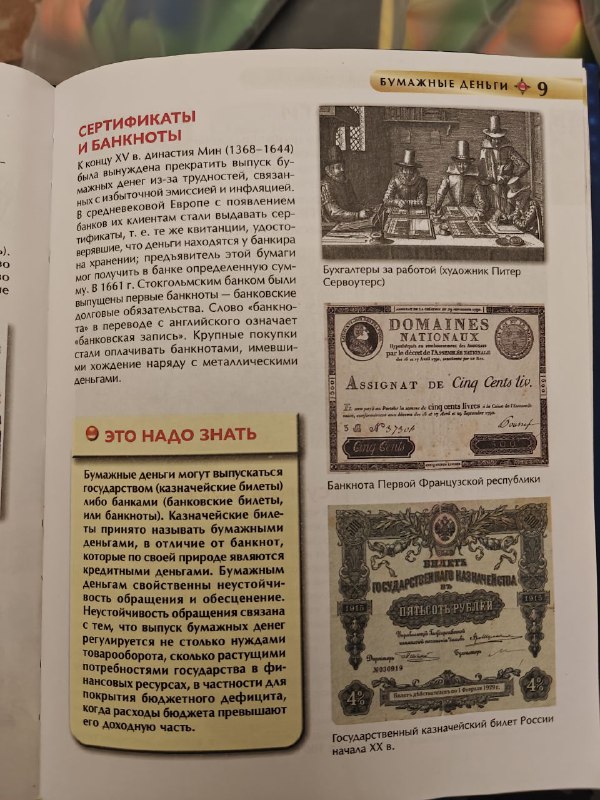 БУМАЖНЫЕ ДЕНЬГИ 9
СЕРТИФИКАТЫ
И БАНКНОТЫ
К концу XV в. династия Мин (1368–1644)
была вынуждена прекратить выпуск бу-
мажных денег из-за трудностей, связан-
ных с избыточной эмиссией и инфляцией.
В средневековой Европе с появлением
банков их клиентам стали выдавать сер-
тификаты, т. е. те же квитанции, удосто-
верявшие, что деньги находятся у банкира
на хранении; предъявитель этой бумаги
мог получить в банке определенную сум-
му. В 1661 г. Стокгольмским банком были
выпущены первые банкноты — банковские
долговые обязательства. Слово «банкно-
та» в переводе с английского означает
«банковская запись». Крупные покупки
стали оплачивать банкнотами, имевши-
ми хождение наряду с металлическими
деньгами.
ЭТО НАДО ЗНАТЬ
Бумажные деньги могут выпускаться
государством (казначейские билеты)
либо банками (банковские билеты,
или банкноты). Казначейские биле-
ты принято называть бумажными
деньгами, в отличие от банкнот,
которые по своей природе являются
кредитными деньгами. Бумажным
деньгам свойственны неустойчи-
вость обращения и обесценение.
Неустойчивость обращения связана
с тем, что выпуск бумажных денег
регулируется не столько нуждами
товарооборота, сколько растущими
потребностями государства в фи-
нансовых ресурсах, в частности для
покрытия бюджетного дефицита,
когда расходы бюджета превышают
его доходную часть.
Бухгалтеры за работой (художник Питер
Сервоутерс)
DOMAINES
NATIONAUX
ASSIGNAT DE Cinq Cents liv.
Cinq Cents
Банкнота Первой Французской республики
БИЛЕТЪ
ГОСУДАРСТВЕННАГО КАЗНАЧЕЙСТВА
ВЪ
1915 ПЯТЬСОТЪ РУБЛЕЙ 1915
№030919
4% 4%
Государственный казначейский билет России
начала XX в.